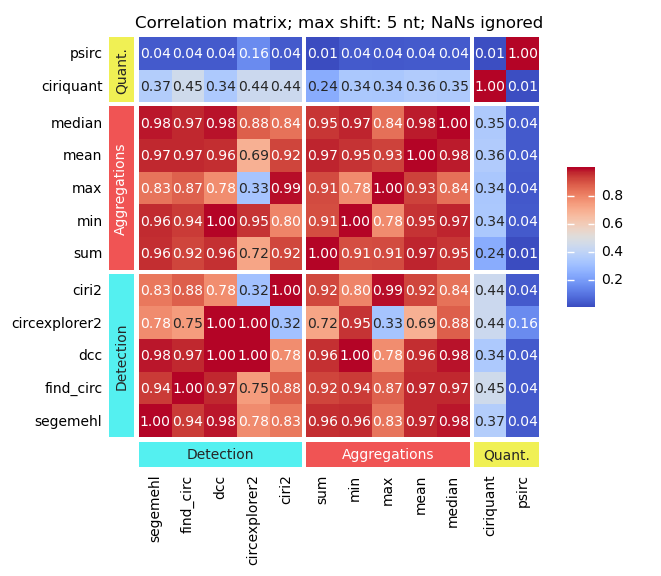 Correlation matrix; max shift: 5 nt; NaNs ignored
psirc 0.04 0.04 0.04 0.16 0.04 0.01 0.04 0.04 0.04 0.04 0.01 1.00
ciriquant 0.37 0.45 0.34 0.44 0.44 0.24 0.34 0.34 0.36 0.35 1.00 0.01
Quant.
median 0.98 0.97 0.98 0.88 0.84 0.95 0.97 0.84 0.98 1.00 0.35 0.04
mean 0.97 0.97 0.96 0.69 0.92 0.97 0.95 0.93 1.00 0.98 0.36 0.04
max 0.83 0.87 0.78 0.33 0.99 0.91 0.78 1.00 0.93 0.84 0.34 0.04
min 0.96 0.94 1.00 0.95 0.80 0.91 1.00 0.78 0.95 0.97 0.34 0.04
sum 0.96 0.92 0.96 0.72 0.92 1.00 0.91 0.91 0.97 0.95 0.24 0.01
Aggregations
ciri2 0.83 0.88 0.78 0.32 1.00 0.92 0.80 0.99 0.92 0.84 0.44 0.04
circexplorer2 0.78 0.75 1.00 1.00 0.32 0.72 0.95 0.33 0.69 0.88 0.44 0.16
dcc 0.98 0.97 1.00 1.00 0.78 0.96 1.00 0.78 0.96 0.98 0.34 0.04
find_circ 0.94 1.00 0.97 0.75 0.88 0.92 0.94 0.87 0.97 0.97 0.45 0.04
segemehl 1.00 0.94 0.98 0.78 0.83 0.96 0.96 0.83 0.97 0.98 0.37 0.04
Detection
Detection Aggregations Quant.
segemehl
find_circ
dcc
circexplorer2
ciri2
sum
min
max
mean
median
ciriquant
psirc
0.8
0.6
0.4
0.2